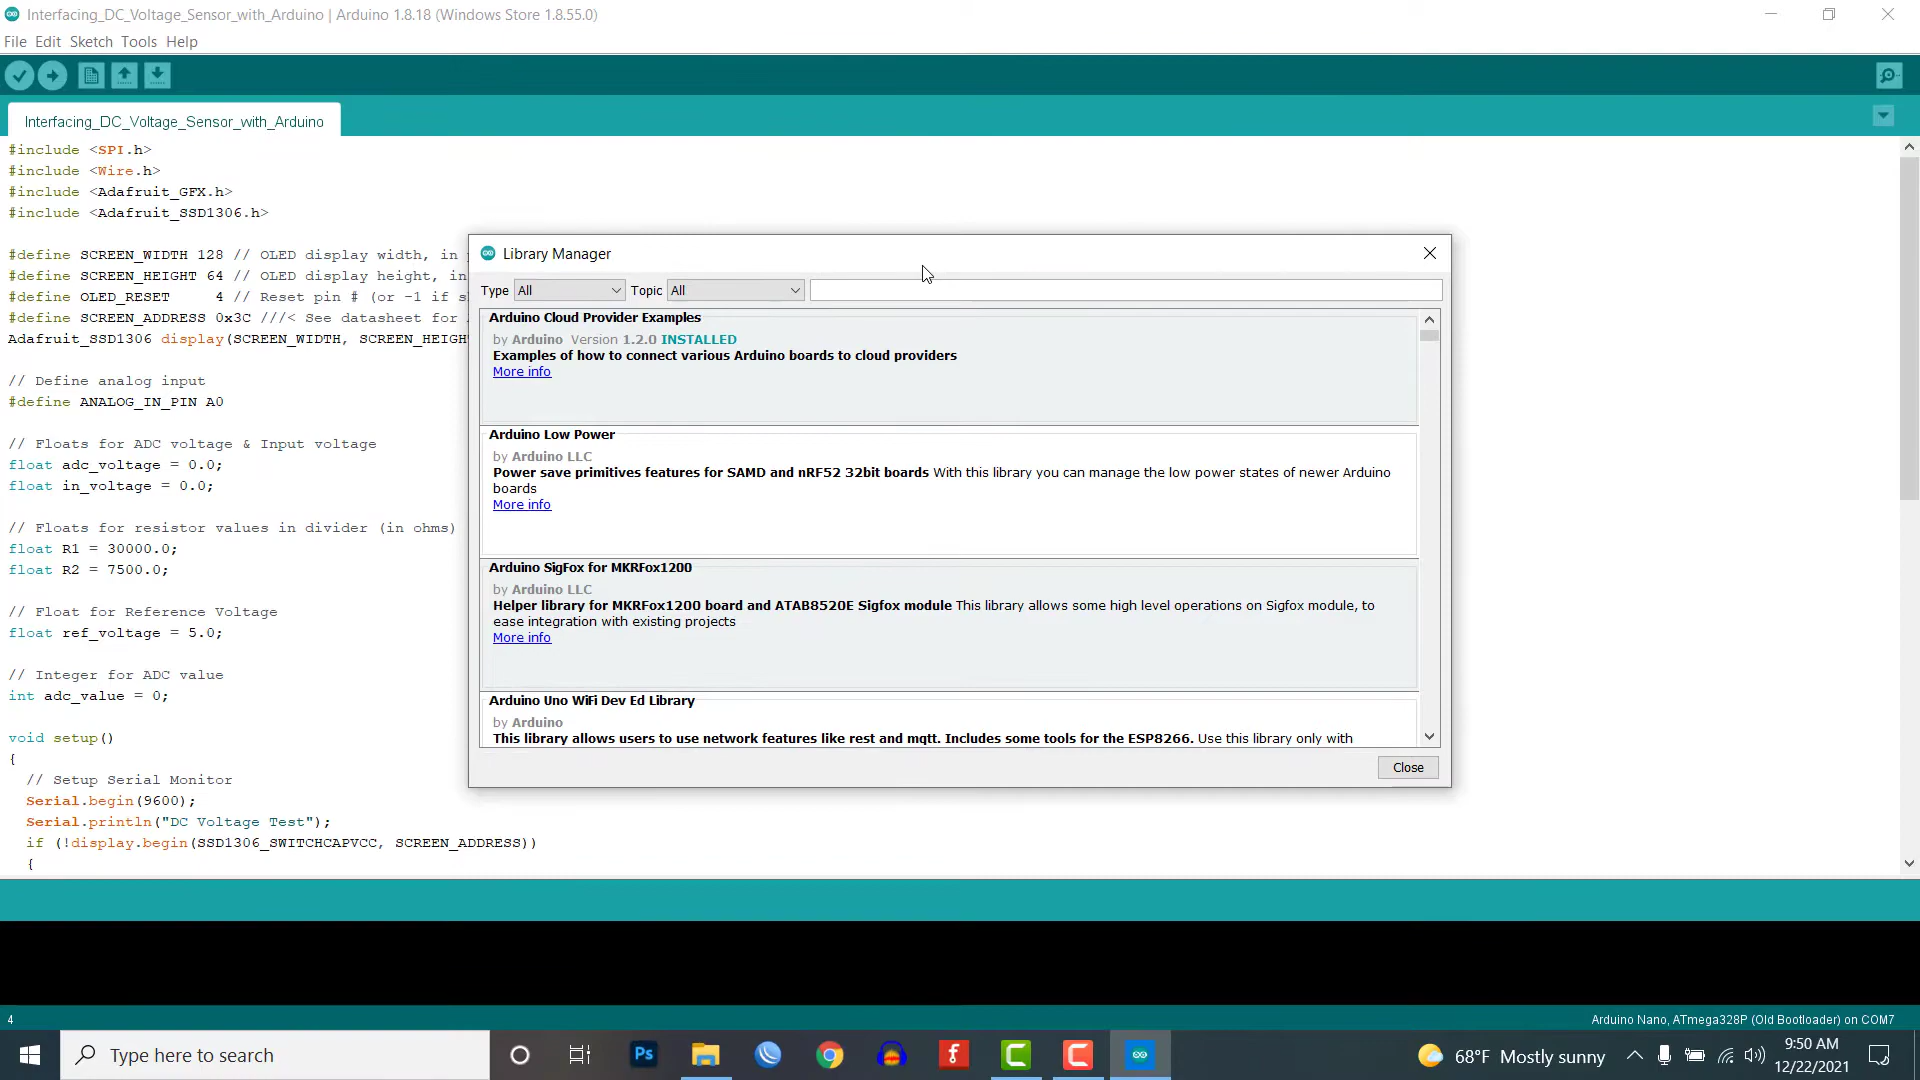 Interfacing_DC_Voltage_Sensor_with_Arduino | Arduino 1.8.18 (Windows Store 1.8.55.0)
File Edit Sketch Tools Help
Interfacing_DC_Voltage_Sensor_with_Arduino
#include <SPI.h>
#include <Wire.h>
#include <Adafruit_GFX.h>
#include <Adafruit_SSD1306.h>
#define SCREEN_WIDTH 128 // OLED display width, in
#define SCREEN_HEIGHT 64 // OLED display height, in
#define OLED_RESET 4 // Reset pin # (or -1 if
#define SCREEN_ADDRESS 0x3C ///< See datasheet for
Adafruit_SSD1306 display(SCREEN_WIDTH, SCREEN_HEIGH
// Define analog input
#define ANALOG_IN_PIN A0
// Floats for ADC voltage & Input voltage
float adc_voltage = 0.0;
float in_voltage = 0.0;
// Floats for resistor values in divider (in ohms)
float R1 = 30000.0;
float R2 = 7500.0;
// Float for Reference Voltage
float ref_voltage = 5.0;
// Integer for ADC value
int adc_value = 0;
void setup()
{
// Setup Serial Monitor
Serial.begin(9600);
Serial.println("DC Voltage Test");
if (!display.begin(SSD1306_SWITCHCAPVCC, SCREEN_ADDRESS))
{
Library Manager
Type All Topic All
Arduino Cloud Provider Examples
by Arduino Version 1.2.0 INSTALLED
Examples of how to connect various Arduino boards to cloud providers
More info
Arduino Low Power
by Arduino LLC
Power save primitives features for SAMD and nRF52 32bit boards With this library you can manage the low power states of newer Arduino
boards
More info
Arduino SigFox for MKRFox1200
by Arduino LLC
Helper library for MKRFox1200 board and ATAB8520E Sigfox module This library allows some high level operations on Sigfox module, to
ease integration with existing projects
More info
Arduino Uno WiFi Dev Ed Library
by Arduino
This library allows users to use network features like rest and mqtt. Includes some tools for the ESP8266. Use this library only with
Close
4
Arduino Nano, ATmega328P (Old Bootloader) on COM7
Type here to search
Ps
68°F Mostly sunny
9:50 AM
12/22/2021